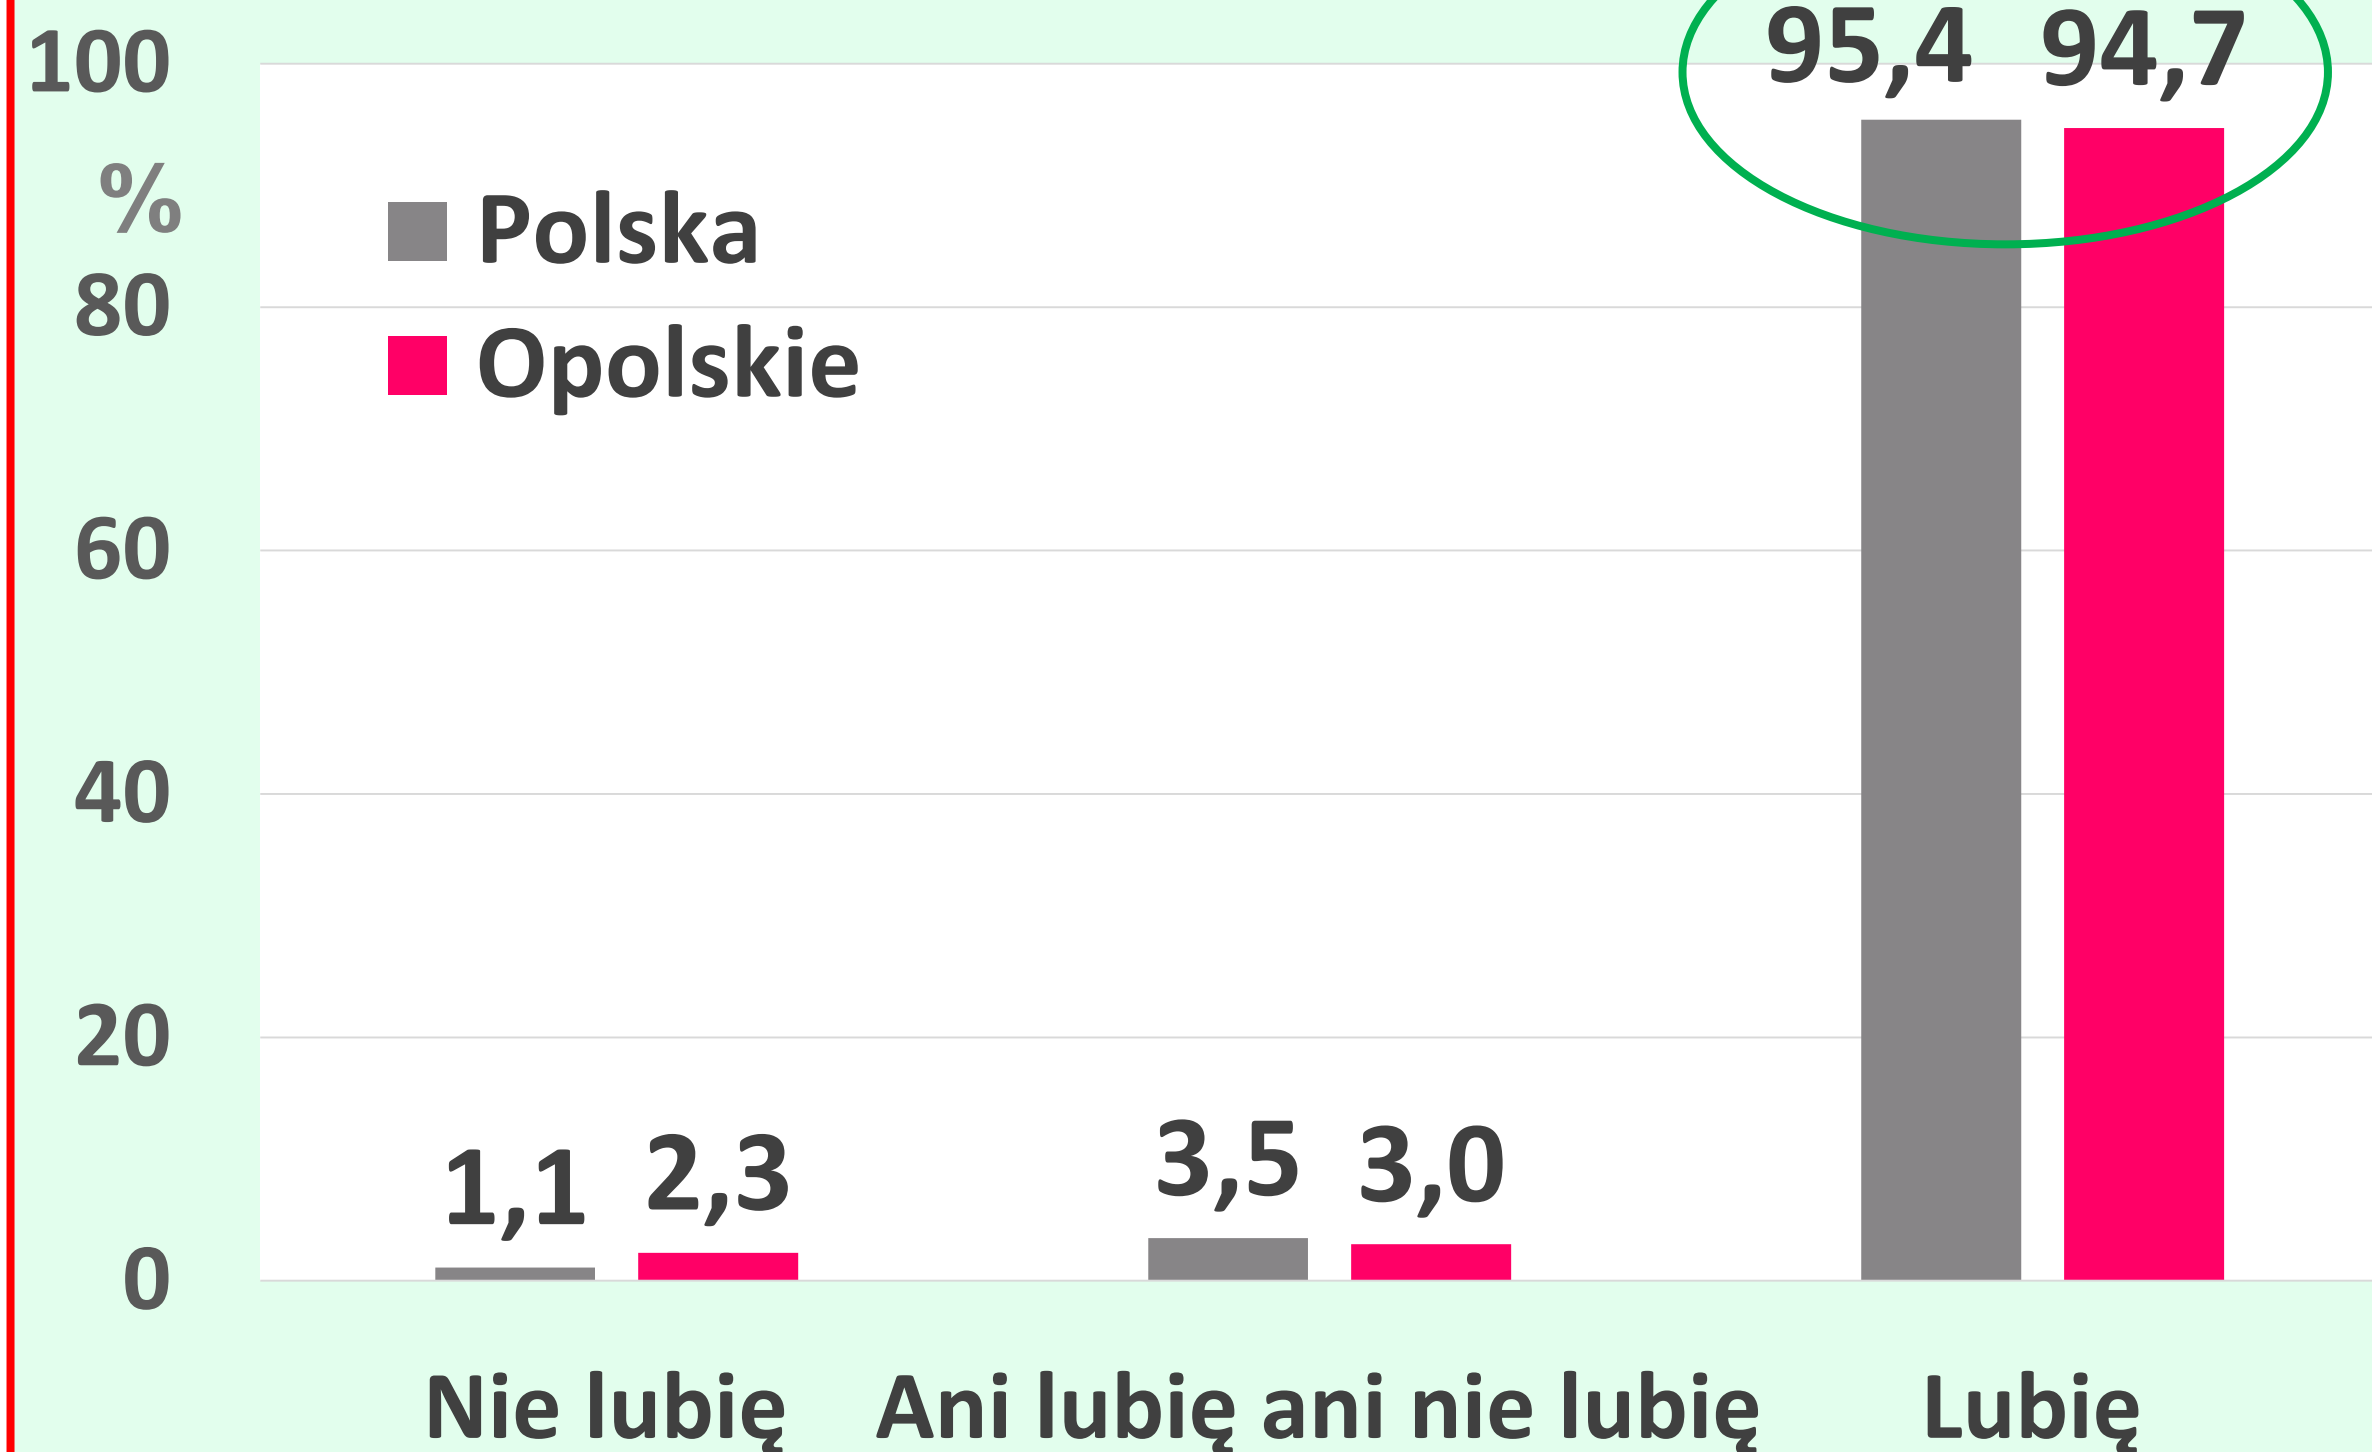 95,4 94,7
100
%
Polska
80
Opolskie
60
40
20
1,1 2,3 3,5 3,0
0
Nie lubię Ani lubię ani nie lubię Lubię